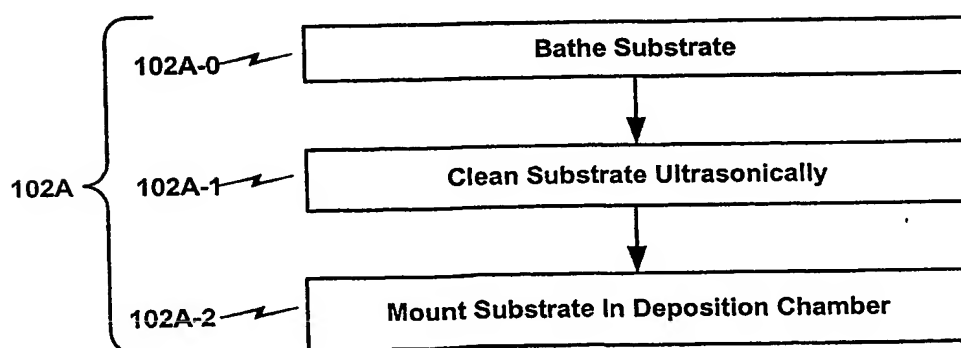 102A-0
Bathe Substrate
102A
102A-1
Clean Substrate Ultrasonically
102A-2
Mount Substrate In Deposition Chamber